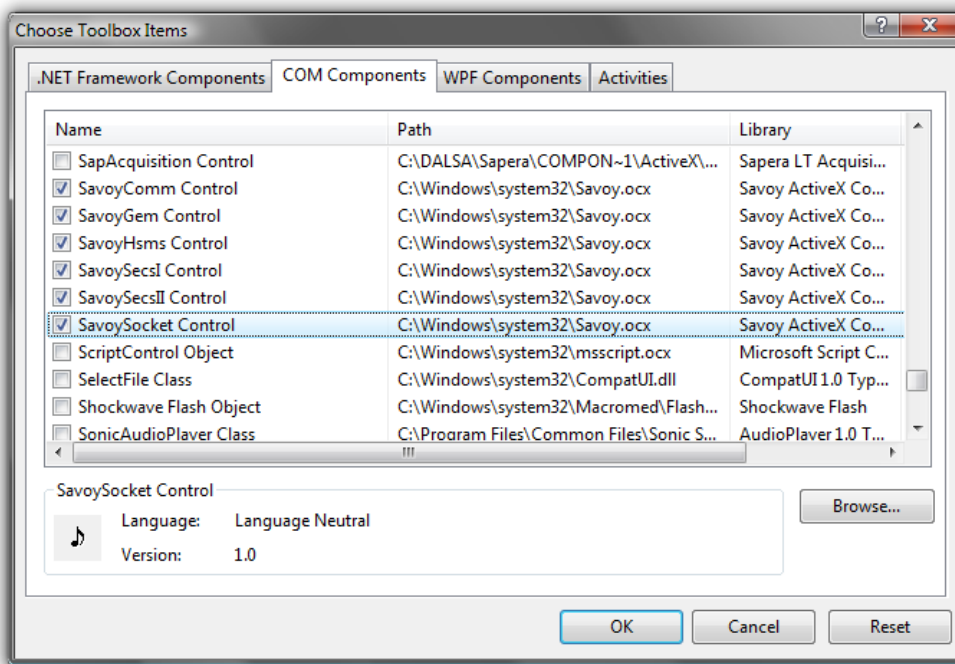 Choose Toolbox Items
.NET Framework Components COM Components WPF Components Activities
Name Path Library
SapAcquisition Control C:\DALSA\Sapera\COMPON~1\ActiveX\... Sapera LT Acquisi...
SavoyComm Control C:\Windows\system32\Savoy.ocx Savoy ActiveX Co...
SavoyGem Control C:\Windows\system32\Savoy.ocx Savoy ActiveX Co...
SavoyHsms Control C:\Windows\system32\Savoy.ocx Savoy ActiveX Co...
SavoySecsI Control C:\Windows\system32\Savoy.ocx Savoy ActiveX Co...
SavoySecsII Control C:\Windows\system32\Savoy.ocx Savoy ActiveX Co...
SavoySocket Control C:\Windows\system32\Savoy.ocx Savoy ActiveX Co...
ScriptControl Object C:\Windows\system32\msscript.ocx Microsoft Script C...
SelectFile Class C:\Windows\system32\CompatUI.dll CompatUI 1.0 Typ...
Shockwave Flash Object C:\Windows\system32\Macromed\Flash... Shockwave Flash
SonicAudioPlayer Class C:\Program Files\Common Files\Sonic S... AudioPlayer 1.0 T...
SavoySocket Control
Browse...
Language: Language Neutral
Version: 1.0
OK Cancel Reset